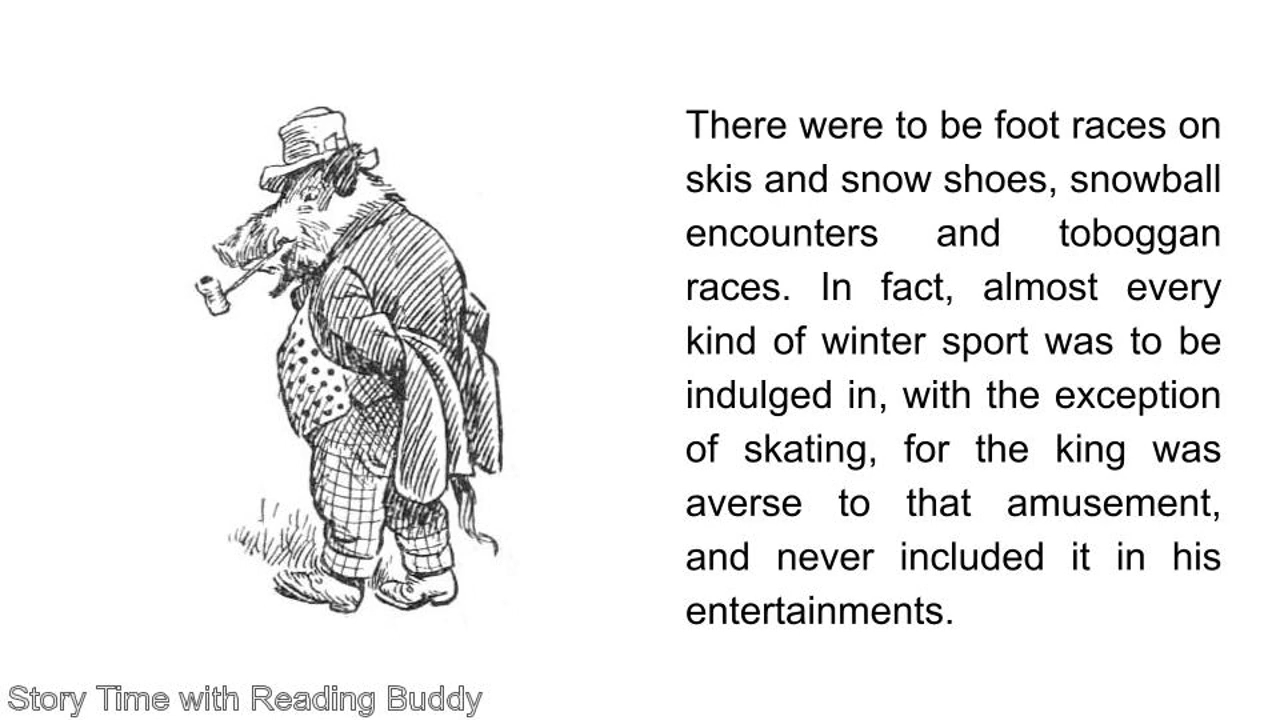 There were to be foot races on
skis and snow shoes, snowball
encounters and toboggan
races. In fact, almost every
kind of winter sport was to be
indulged in, with the exception
of skating, for the king was
averse to that amusement,
and never included it in his
entertainments.
Story Time with Reading Buddy